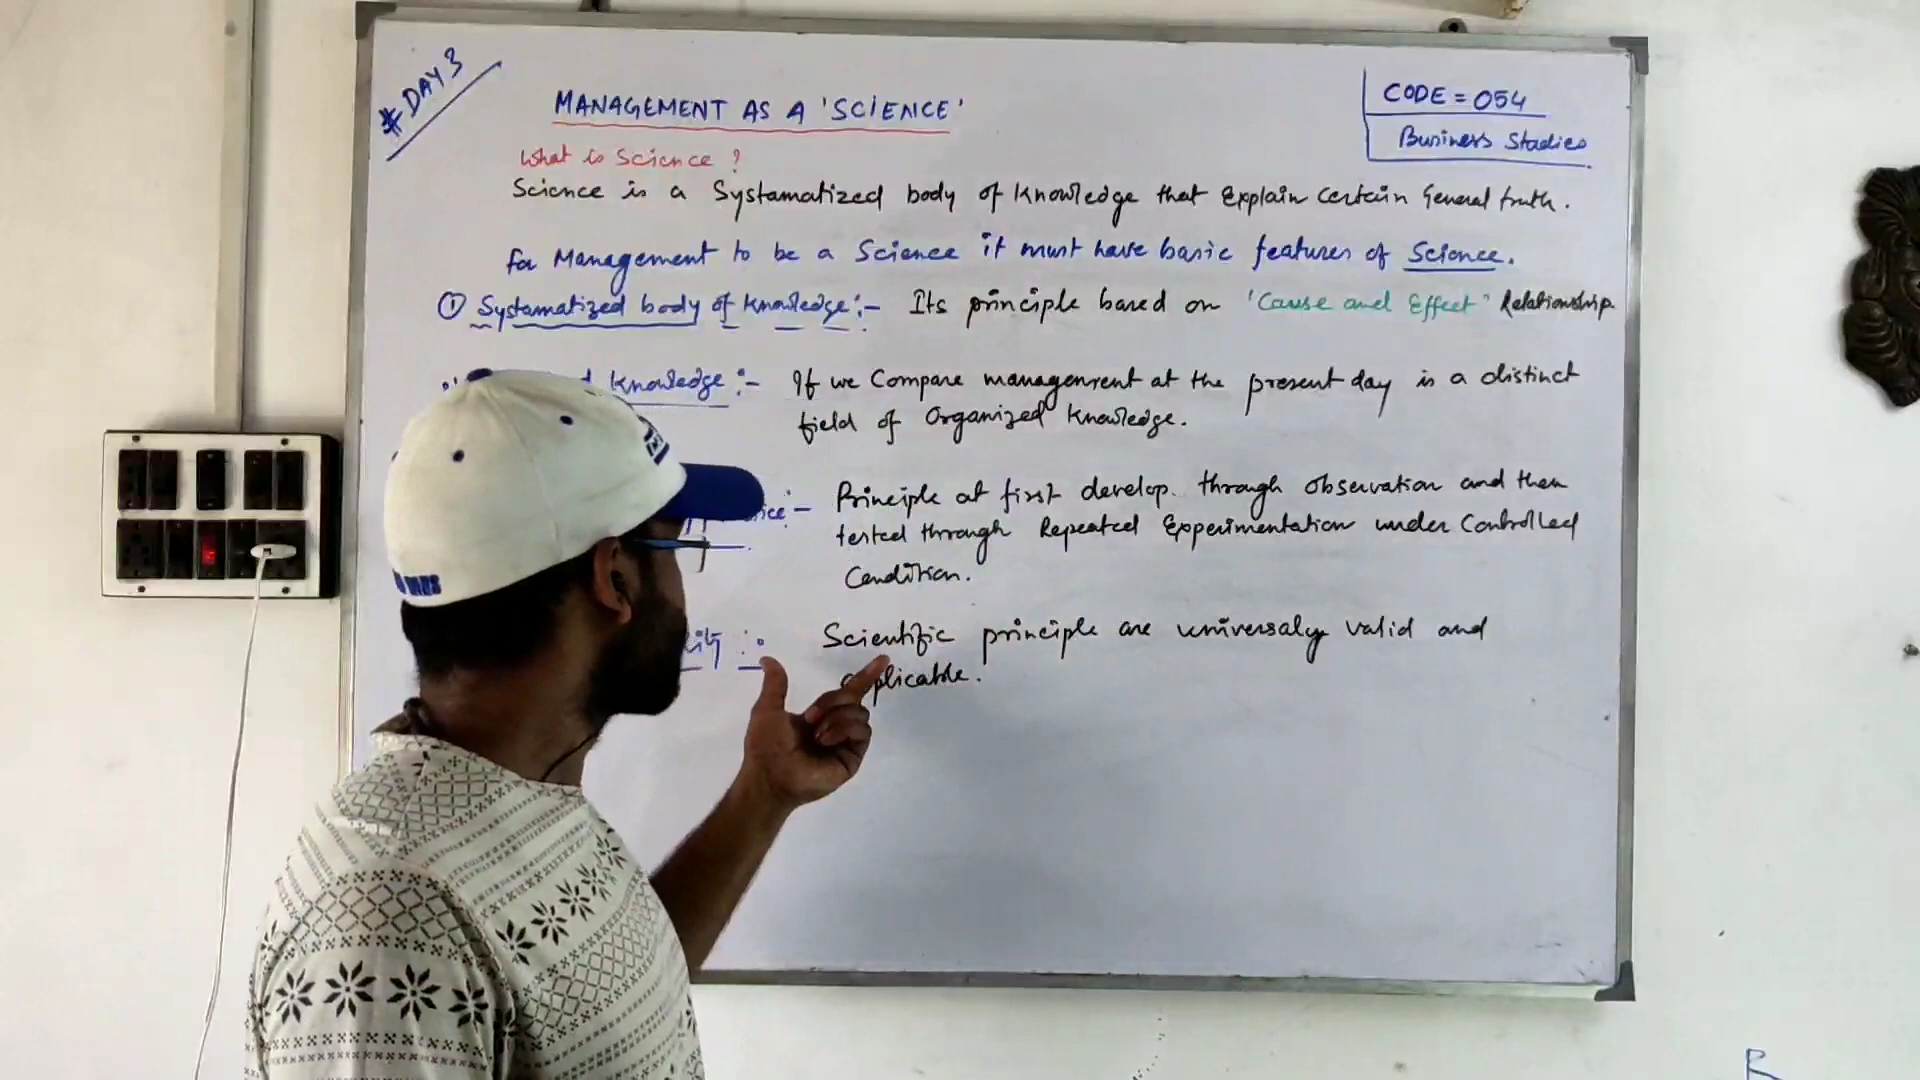 #DAY 3
MANAGEMENT AS A 'SCIENCE'
CODE = 054
Business Studies
What is Science ?
Science is a Systamatized body of Knowledge that Explain Certain General truth.
for Management to be a Science it must have basic features of Science.
① Systamatized body of Knowledge :- Its principle based on 'Cause and Effect' Relationship
Knowledge :- If we Compare management at the present day is a distinct
field of Organized Knowledge.
Principle at first develop. through observation and then
tested through Repeated Experimentation under Controlled
Condition.
Scientific principle are universaly valid and
applicable.
R